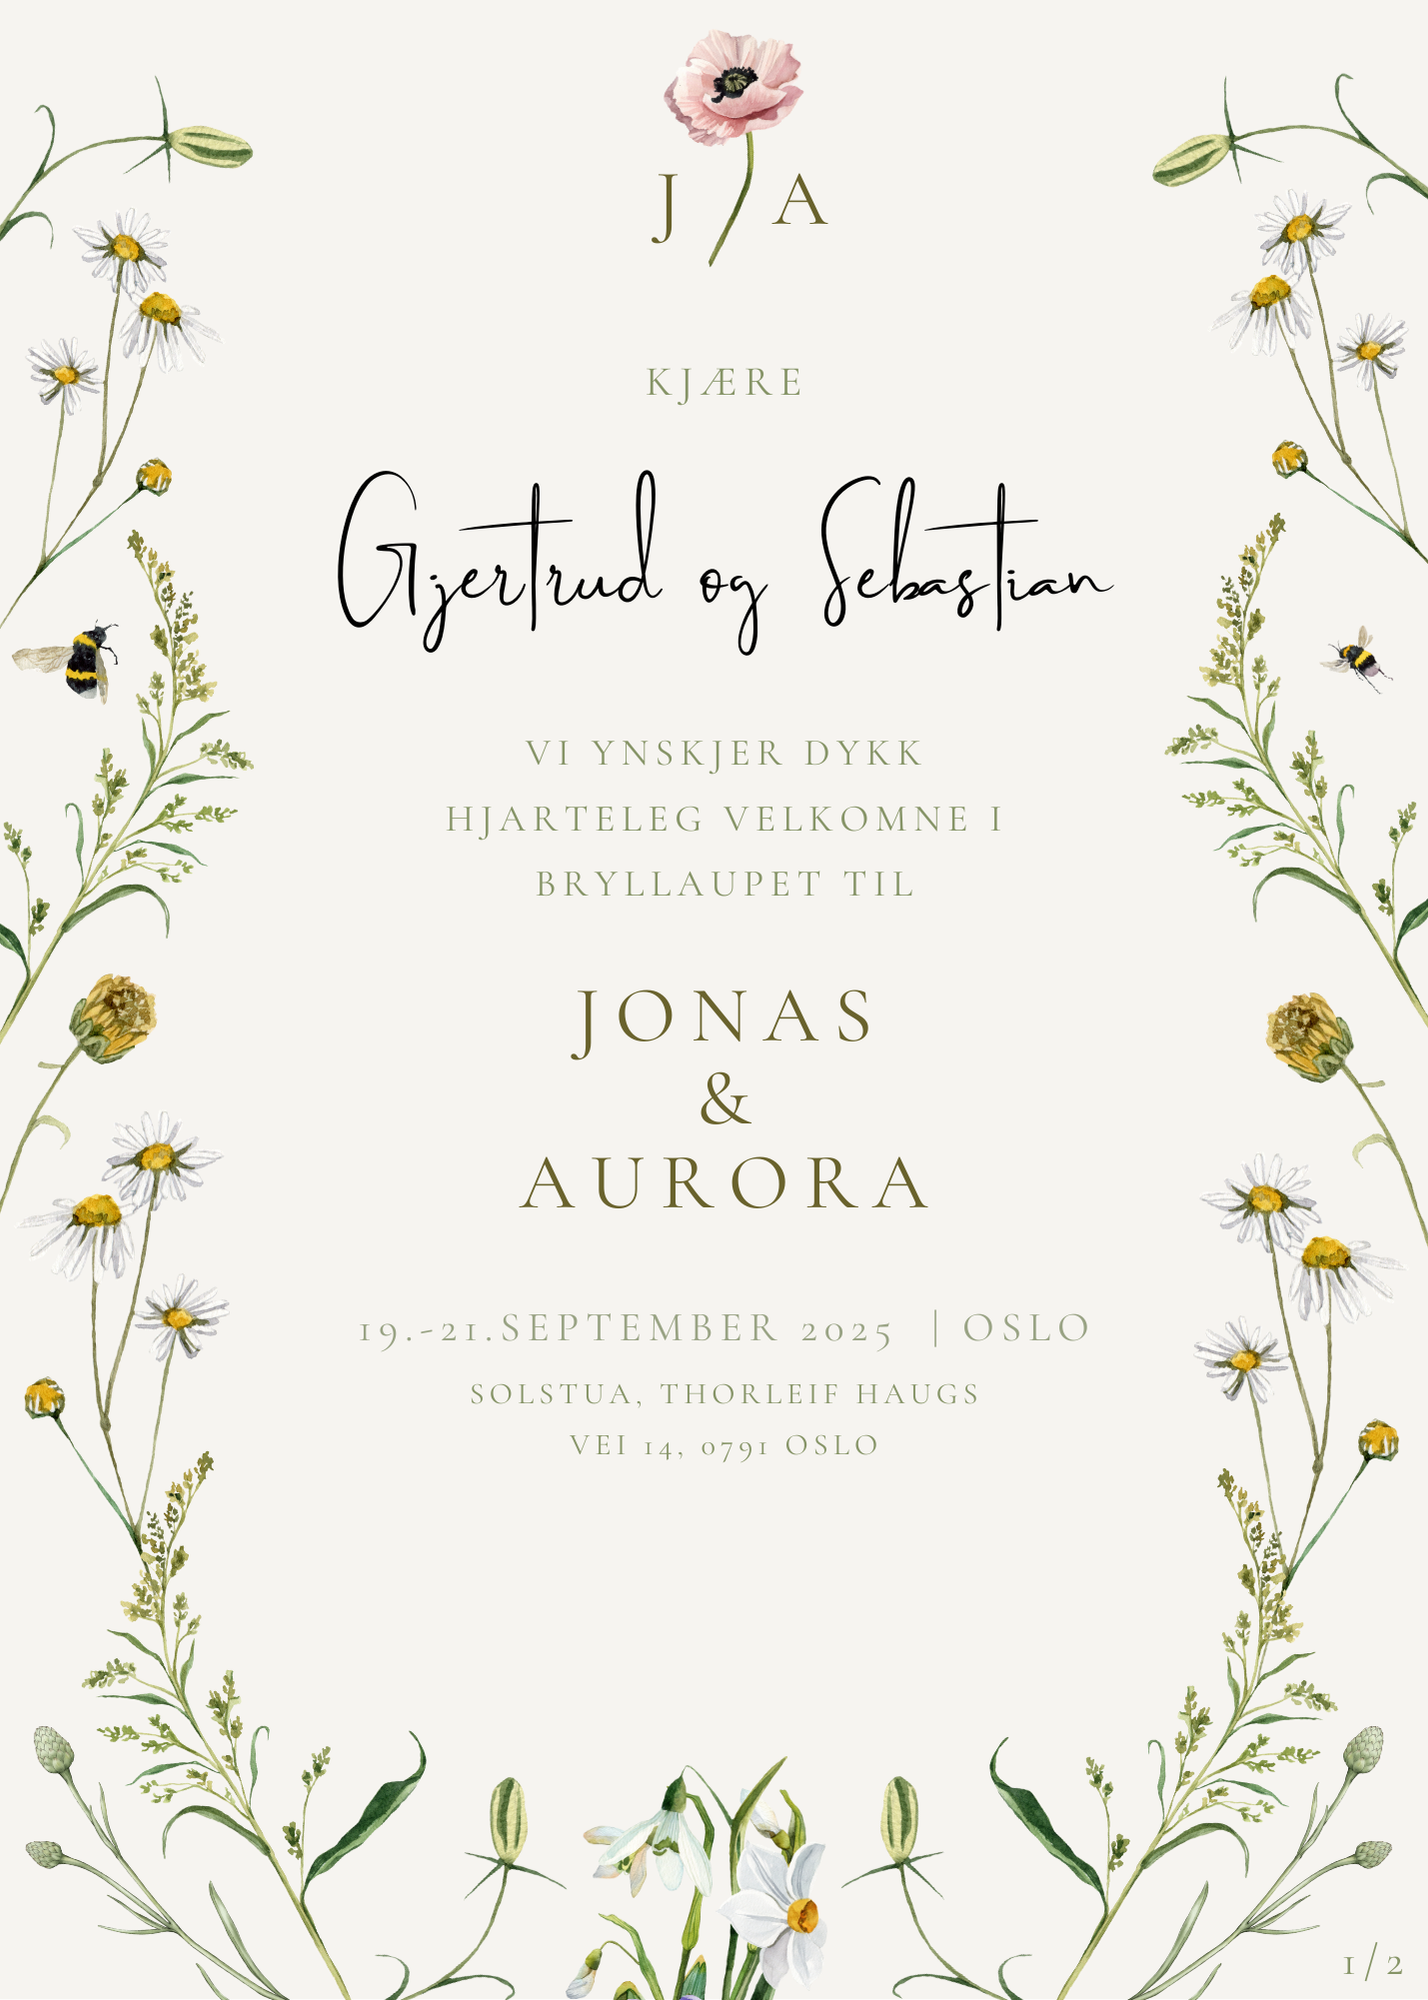 J A
KJÆRE
Gjertrud og Sebastian
VI YNSKJER DYKK
HJARTELEG VELKOMNE I
BRYLLAUPET TIL
JONAS
&
AURORA
19.-21.SEPTEMBER 2025 | OSLO
SOLSTUA, THORLEIF HAUGS
VEI 14, 0791 OSLO
1/2